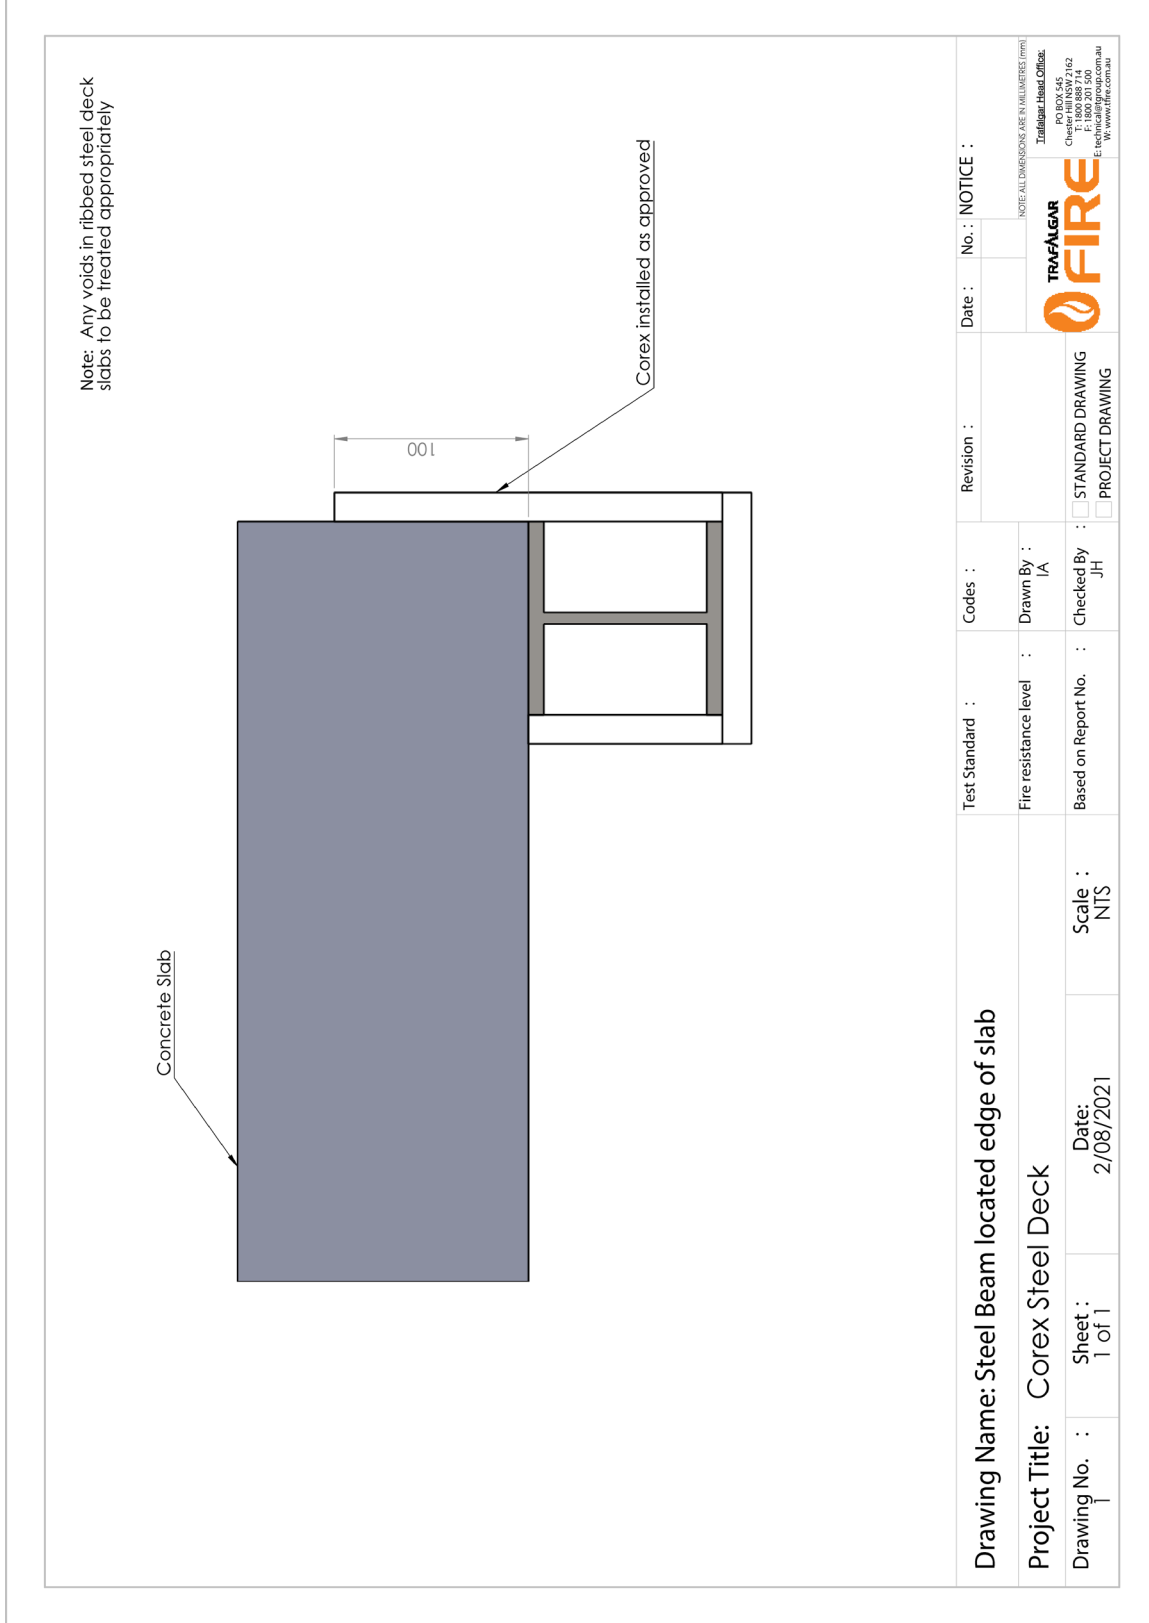 Note:  Any voids in ribbed steel deck
slabs to be treated appropriately
Concrete Slab
Corex installed as approved
100
Drawing Name: Steel Beam located edge of slab
Project Title:  Corex Steel Deck
Drawing No.  :
1
Sheet :
1 of 1
Date:
2/08/2021
Scale  :
NTS
Test Standard  :
Fire resistance level  :
Based on Report No.  :
Codes  :
Drawn By  :
IA
Checked By  :
JH
Revision  :
Date :
No. :
NOTICE  :
NOTE: ALL DIMENSIONS ARE IN MILLIMETRES (mm)
STANDARD DRAWING
PROJECT DRAWING
TRAFALGAR
FIRE
Trafalgar Head Office:
PO BOX 545
Chester Hill NSW 2162
T: 1800 888 714
F: 1800 201 500
E: technical@tgroup.com.au
W: www.tfire.com.au